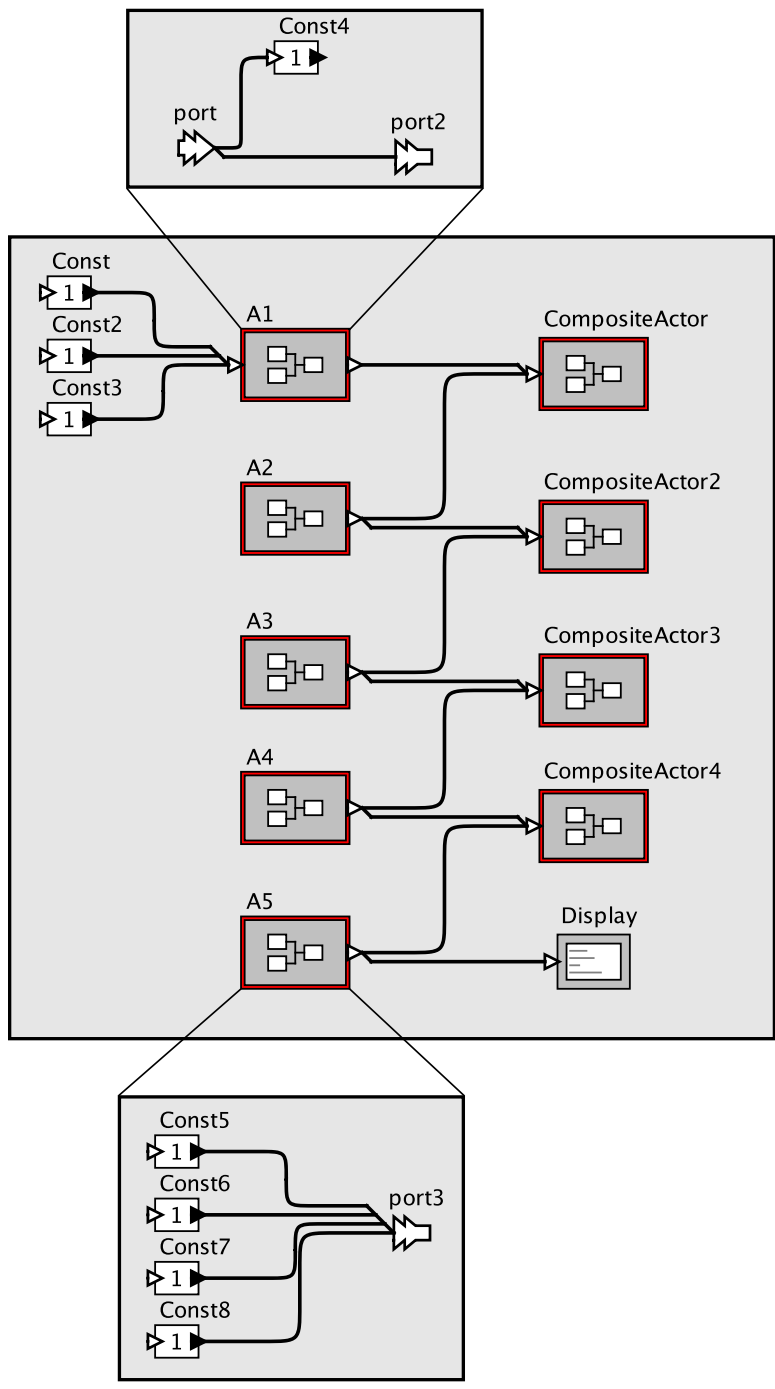 Const4
1
port
port2
Const
1
Const2
1
Const3
1
A1
CompositeActor
A2
CompositeActor2
A3
CompositeActor3
A4
CompositeActor4
A5
Display
Const5
1
Const6
1
port3
Const7
1
Const8
1